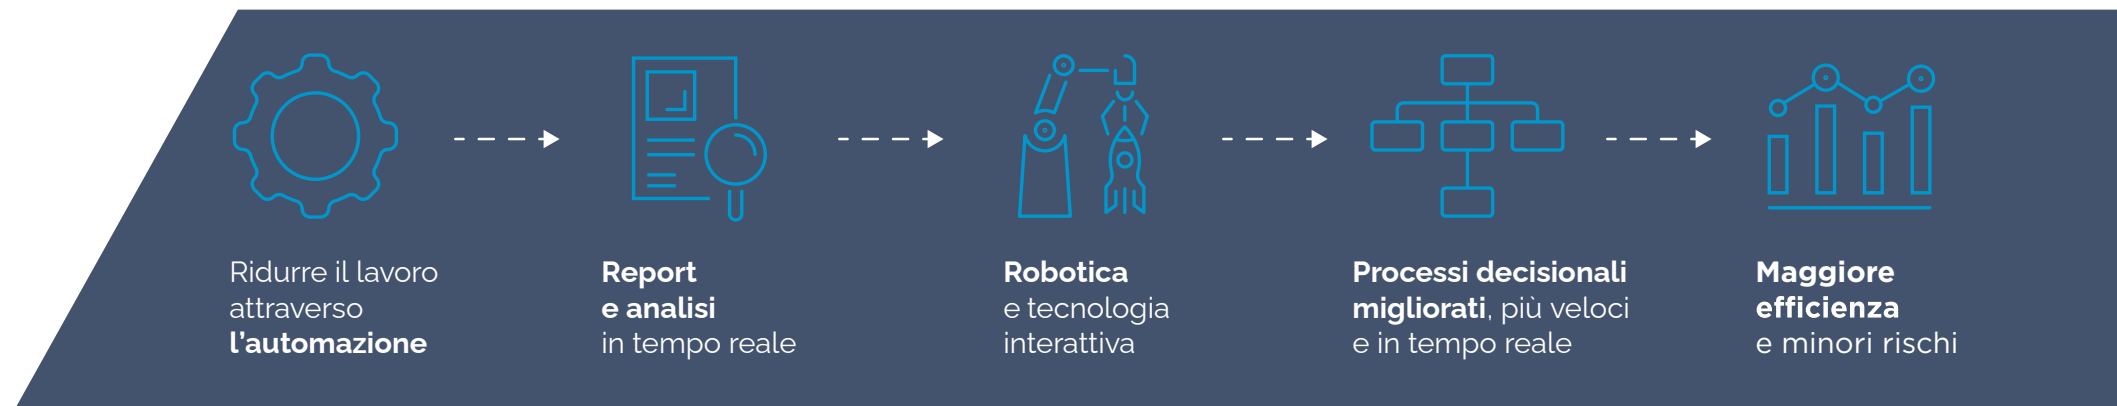 Ridurre il lavoro
attraverso
l’automazione
Report
e analisi
in tempo reale
Robotica
e tecnologia
interattiva
Processi decisionali
migliorati, più veloci
e in tempo reale
Maggiore
efficienza
e minori rischi